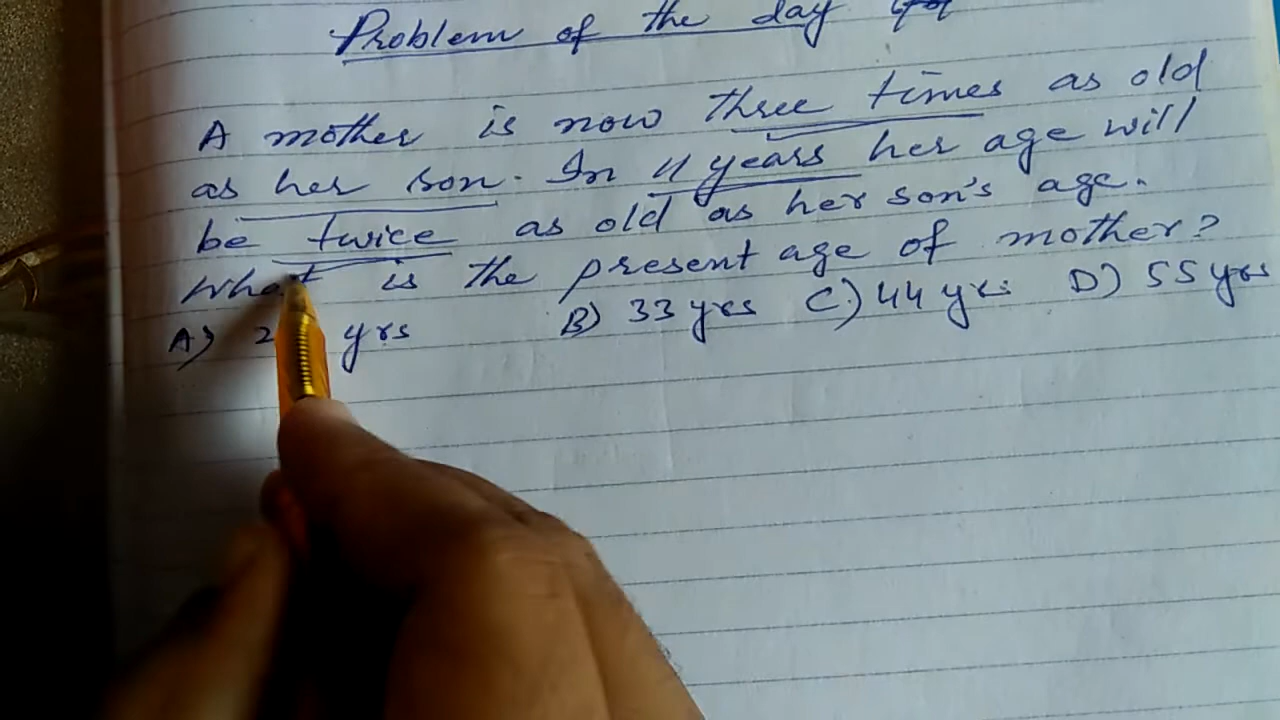 Problem of the day
A mother is now three times as old
as her son. In 11 years her age will
be twice as old as her son's age.
What is the present age of mother?
A) 2 yrs B) 33 yrs C) 44 yrs D) 55 yrs